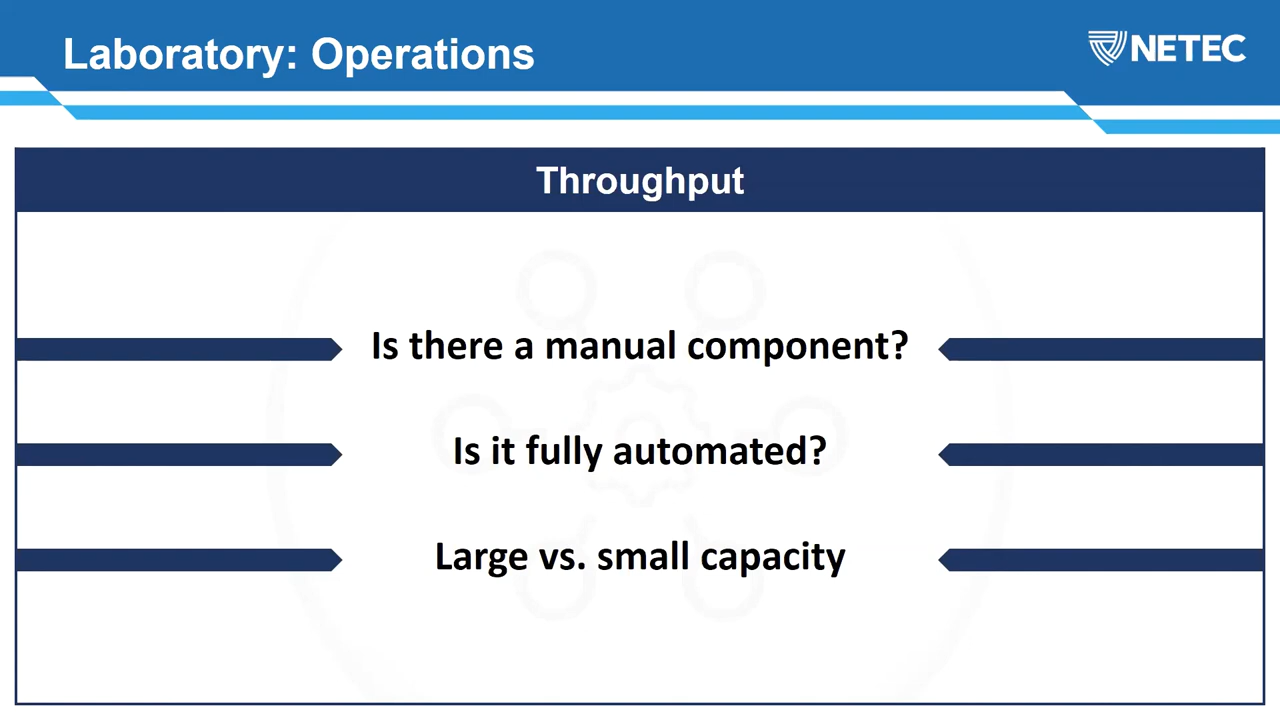 Laboratory: Operations
NETEC
Throughput
Is there a manual component?
Is it fully automated?
Large vs. small capacity